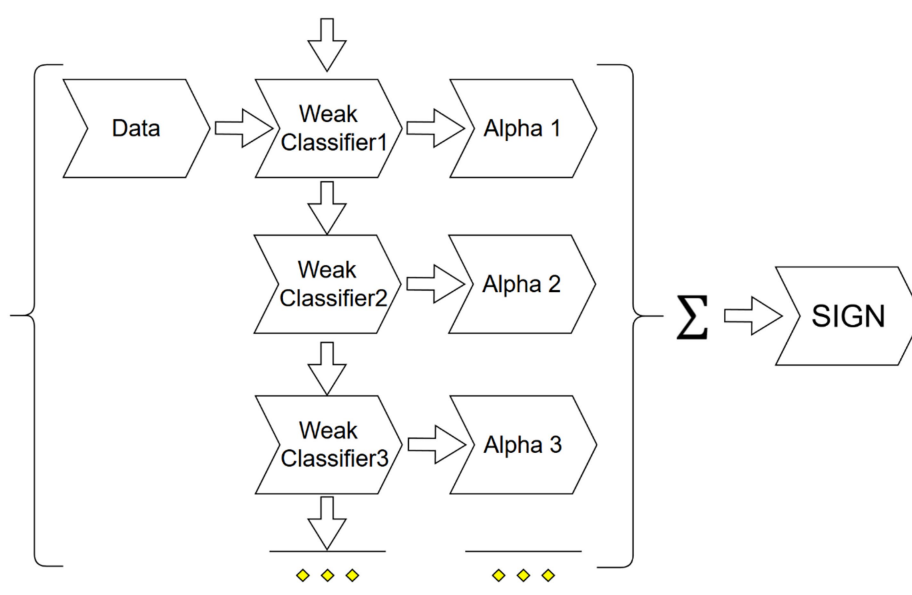 Data
Weak
Classifier1
Alpha 1
Weak
Classifier2
Alpha 2
Weak
Classifier3
Alpha 3
Σ
SIGN